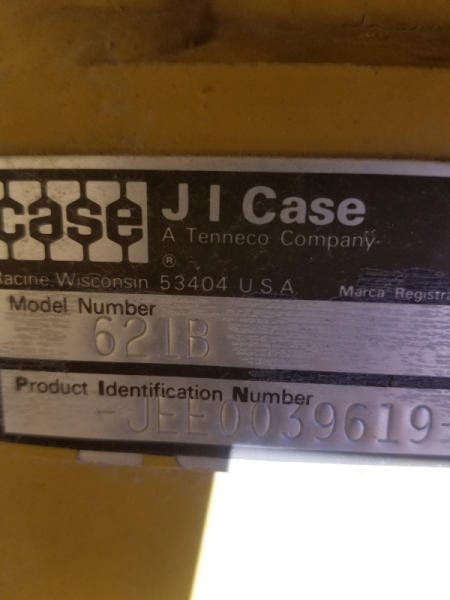 case
J I Case
A Tenneco Company
®
Racine, Wisconsin 53404 U.S.A
Marca Registra
Model Number
621B
Product Identification Number
-JEE0039619-